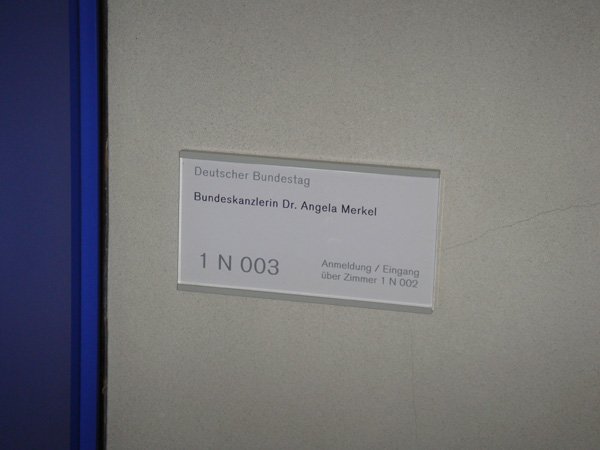 Deutscher Bundestag
Bundeskanzlerin Dr. Angela Merkel
1 N 003
Anmeldung / Eingang
über Zimmer 1 N 002